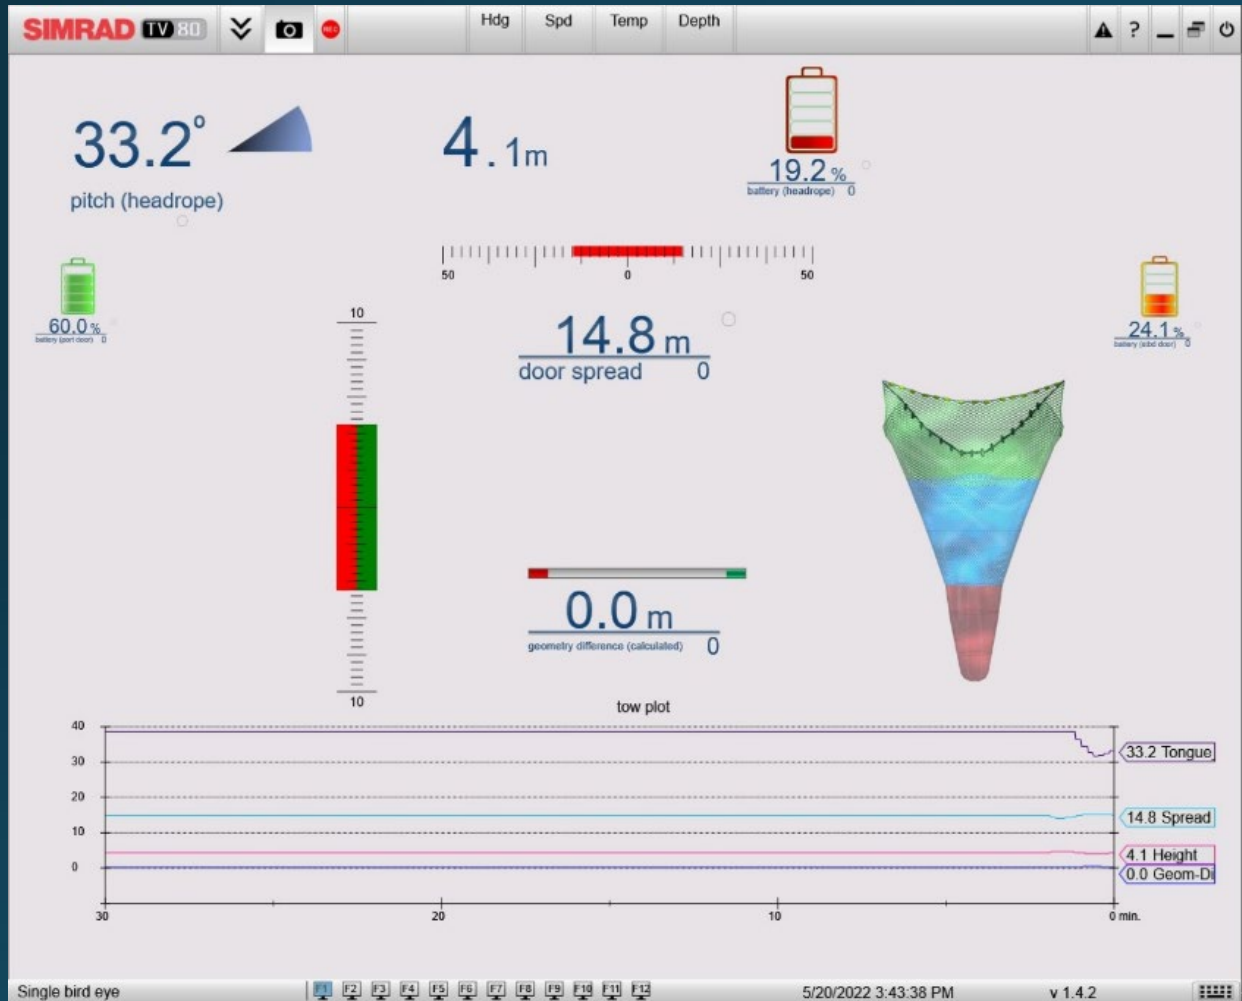 SIMRAD TV80
REC
Hdg Spd Temp Depth
?
33.2°
pitch (headrope)
4.1m
19.2 %
battery (headrope) 0
50 0 50
60.0 %
battery (port door) 0
24.1 %
battery (stbd door) 0
14.8 m
door spread 0
10
10
0.0 m
geometry difference (calculated) 0
tow plot
40
30
20
10
0
33.2 Tongue
14.8 Spread
4.1 Height
0.0 Geom-Di
30 20 10 0 min.
Single bird eye F1 F2 F3 F4 F5 F6 F7 F8 F9 F10 F11 F12 5/20/2022 3:43:38 PM v 1.4.2